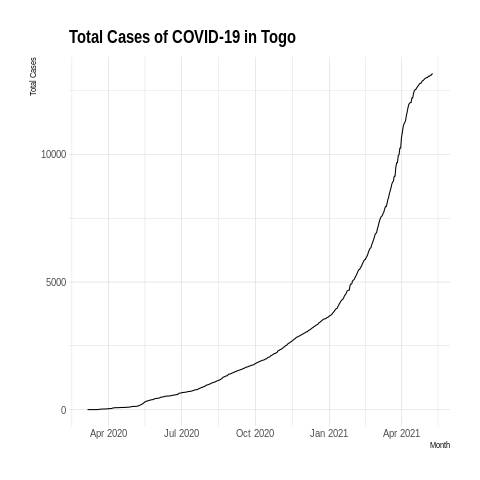 Total Cases of COVID-19 in Togo
Total Cases
10000
5000
0
Apr 2020 Jul 2020 Oct 2020 Jan 2021 Apr 2021
Month